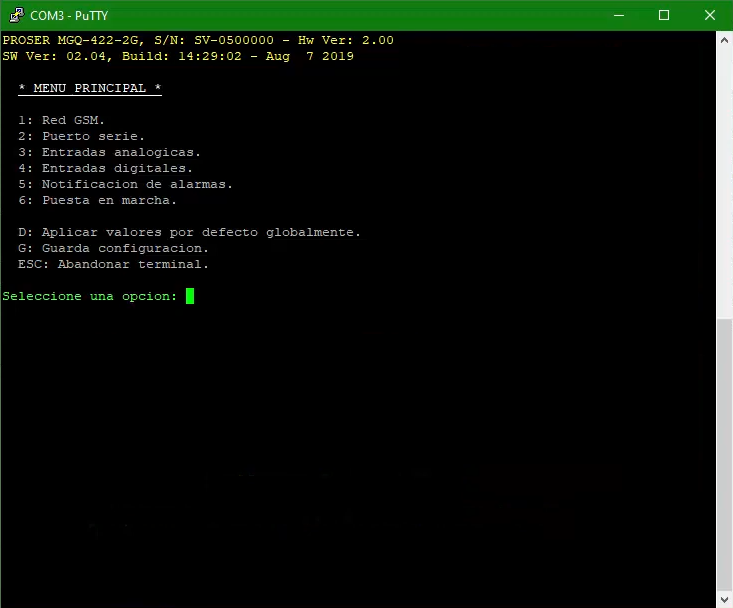 COM3 - PuTTY
PROSER MGQ-422-2G, S/N: SV-0500000 - Hw Ver: 2.00
SW Ver: 02.04, Build: 14:29:02 - Aug  7 2019
* MENU PRINCIPAL *
1: Red GSM.
2: Puerto serie.
3: Entradas analogicas.
4: Entradas digitales.
5: Notificacion de alarmas.
6: Puesta en marcha.
D: Aplicar valores por defecto globalmente.
G: Guarda configuracion.
ESC: Abandonar terminal.
Seleccione una opcion: